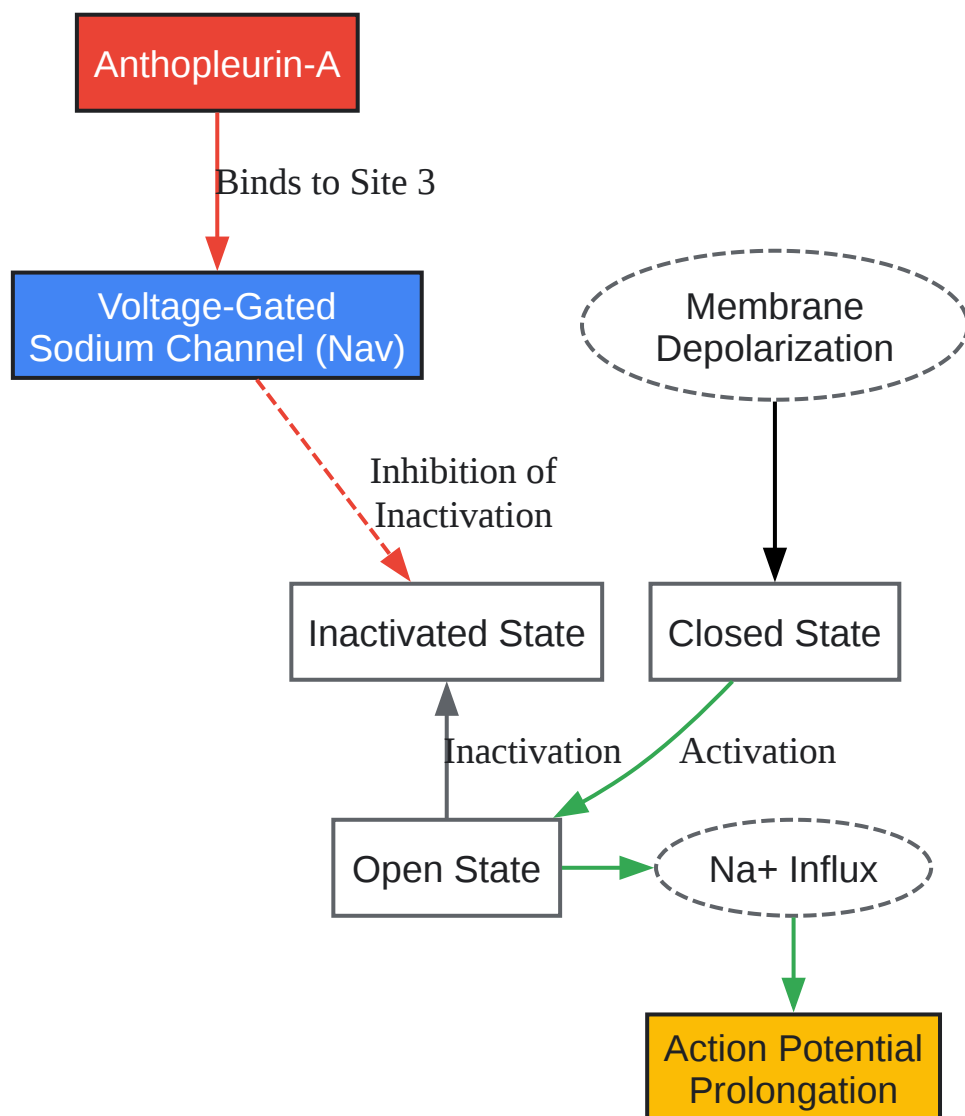 Anthopleurin-A
Binds to Site 3
Voltage-Gated
Sodium Channel (Nav)
Membrane
Depolarization
Inhibition of
Inactivation
Inactivated State
Closed State
Inactivation
Activation
Open State
Na+ Influx
Action Potential
Prolongation